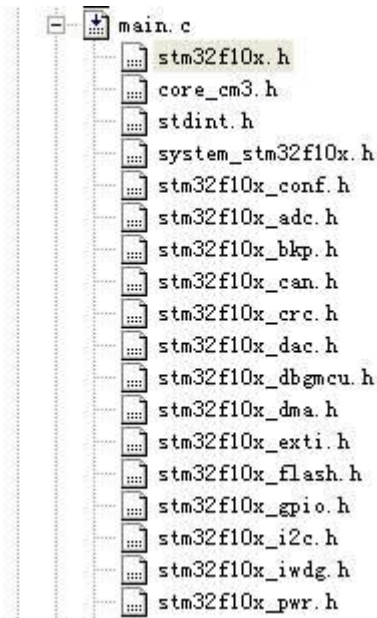 main.c
stm32f10x.h
core_cm3.h
stdint.h
system_stm32f10x.h
stm32f10x_conf.h
stm32f10x_adc.h
stm32f10x_bkp.h
stm32f10x_can.h
stm32f10x_crc.h
stm32f10x_dac.h
stm32f10x_dbgmcu.h
stm32f10x_dma.h
stm32f10x_exti.h
stm32f10x_flash.h
stm32f10x_gpio.h
stm32f10x_i2c.h
stm32f10x_iwdg.h
stm32f10x_pwr.h